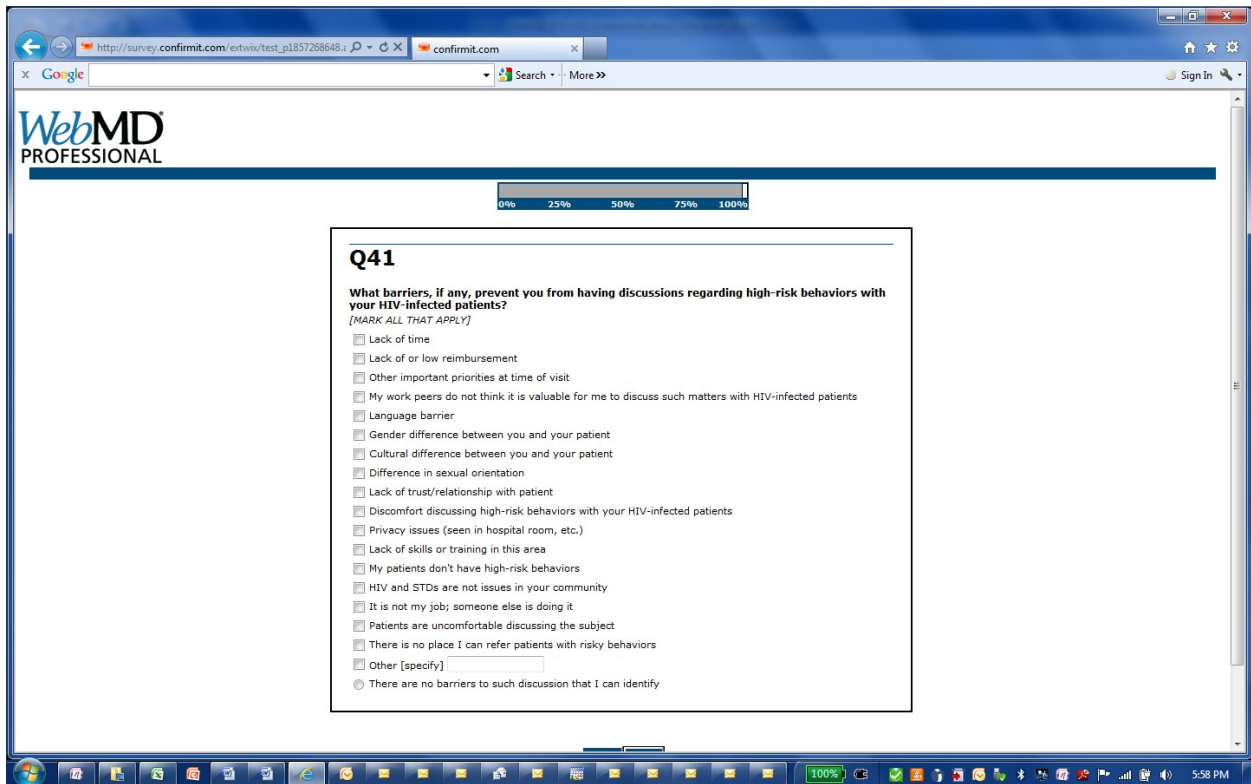 http://survey.confirmit.com/extwix/test_p1857268648.a
confirmit.com
x Google
Search
More >>
Sign In
WebMD
PROFESSIONAL
0% 25% 50% 75% 100%
Q41
What barriers, if any, prevent you from having discussions regarding high-risk behaviors with
your HIV-infected patients?
[MARK ALL THAT APPLY]
Lack of time
Lack of or low reimbursement
Other important priorities at time of visit
My work peers do not think it is valuable for me to discuss such matters with HIV-infected patients
Language barrier
Gender difference between you and your patient
Cultural difference between you and your patient
Difference in sexual orientation
Lack of trust/relationship with patient
Discomfort discussing high-risk behaviors with your HIV-infected patients
Privacy issues (seen in hospital room, etc.)
Lack of skills or training in this area
My patients don't have high-risk behaviors
HIV and STDs are not issues in your community
It is not my job; someone else is doing it
Patients are uncomfortable discussing the subject
There is no place I can refer patients with risky behaviors
Other [specify]
There are no barriers to such discussion that I can identify
100%
5:58 PM